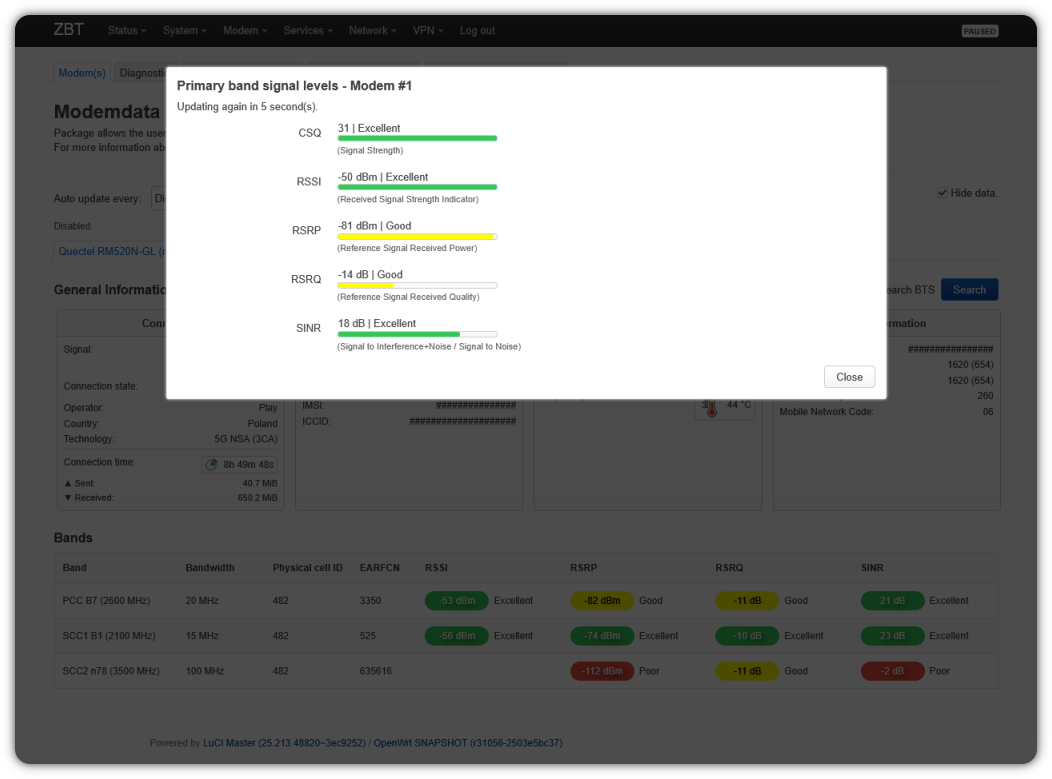 ZBT Status System Modem Services Network VPN Log out PAUSED
Modem(s) Diagnosti
Primary band signal levels - Modem #1
Updating again in 5 second(s).
Modemdata
Package allows the use
For more information ab
CSQ 31 | Excellent
(Signal Strength)
RSSI -50 dBm | Excellent
(Received Signal Strength Indicator)
Auto update every: Di Hide data.
Disabled.
RSRP -81 dBm | Good
(Reference Signal Received Power)
Quectel RM520N-GL (
RSRQ -14 dB | Good
(Reference Signal Received Quality)
General Informatio earch BTS Search
SINR 18 dB | Excellent
(Signal to Interference+Noise / Signal to Noise)
Close
Conn rmation
Signal: ################
1620 (654)
Connection state: 1620 (654)
260
Operator: Play IMSI: ############### 44 °C Mobile Network Code: 06
Country: Poland ICCID: ####################
Technology: 5G NSA (3CA)
Connection time: 8h 49m 48s
▲ Sent: 40.7 MiB
▼ Received: 650.2 MiB
Bands
Band Bandwidth Physical cell ID EARFCN RSSI RSRP RSRQ SINR
PCC B7 (2600 MHz) 20 MHz 482 3350 -53 dBm Excellent -82 dBm Good -11 dB Good 21 dB Excellent
SCC1 B1 (2100 MHz) 15 MHz 482 525 -56 dBm Excellent -74 dBm Excellent -10 dB Excellent 23 dB Excellent
SCC2 n78 (3500 MHz) 100 MHz 482 635616 -112 dBm Poor -11 dB Good -2 dB Poor
Powered by LuCI Master (25.213.48820~3ec9252) / OpenWrt SNAPSHOT (r31056-2503e5bc37)